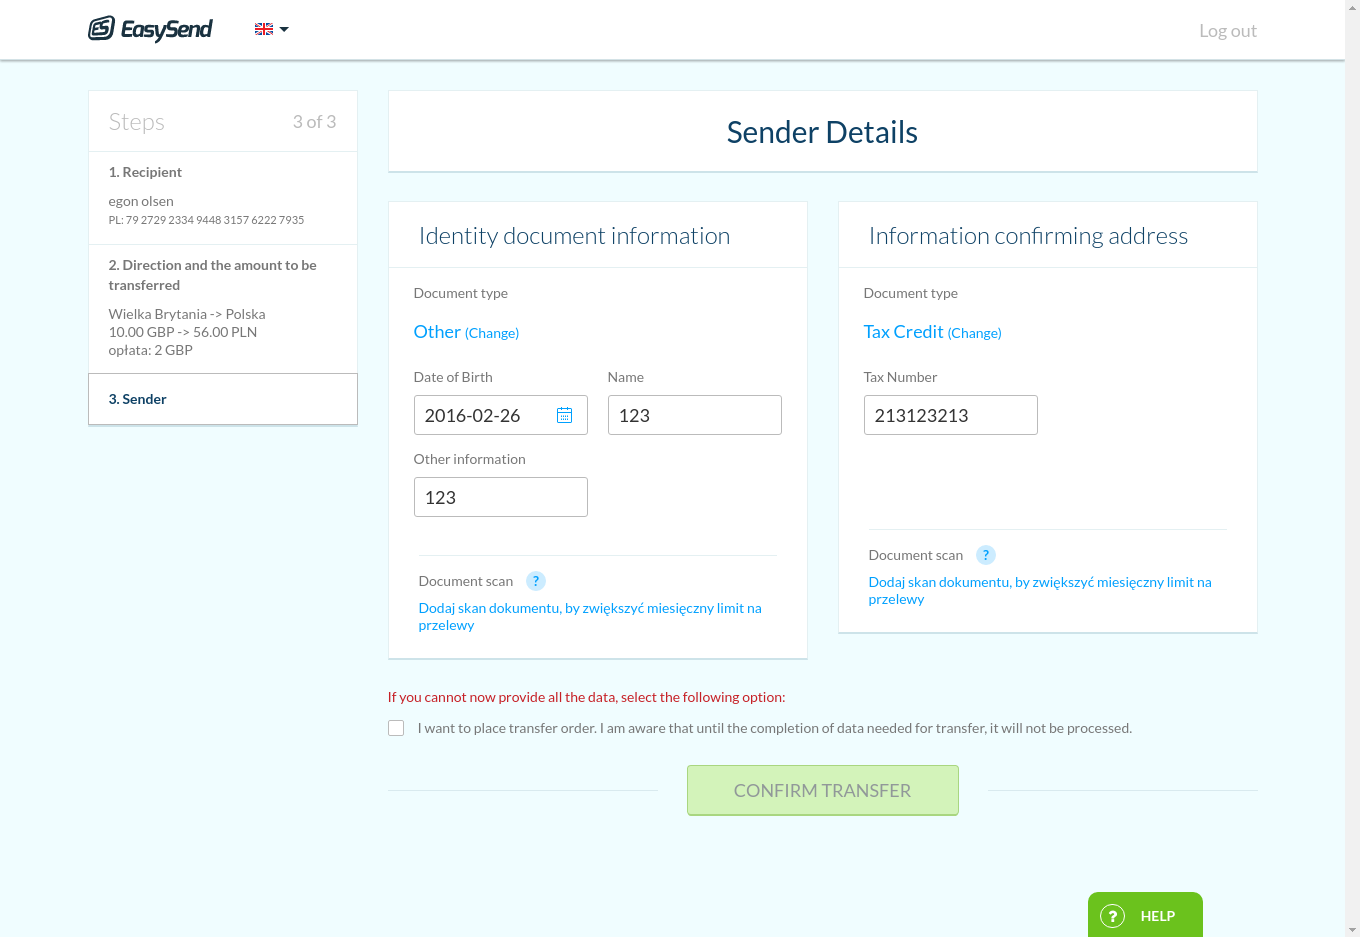 EasySend
Log out
Steps
3 of 3
1. Recipient
egon olsen
PL: 79 2729 2334 9448 3157 6222 7935
2. Direction and the amount to be
transferred
Wielka Brytania -> Polska
10.00 GBP -> 56.00 PLN
opłata: 2 GBP
3. Sender
Sender Details
Identity document information
Document type
Other (Change)
Date of Birth
Name
2016-02-26
123
Other information
123
Document scan ?
Dodaj skan dokumentu, by zwiększyć miesięczny limit na
przelewy
Information confirming address
Document type
Tax Credit (Change)
Tax Number
213123213
Document scan ?
Dodaj skan dokumentu, by zwiększyć miesięczny limit na
przelewy
If you cannot now provide all the data, select the following option:
I want to place transfer order. I am aware that until the completion of data needed for transfer, it will not be processed.
CONFIRM TRANSFER
? HELP